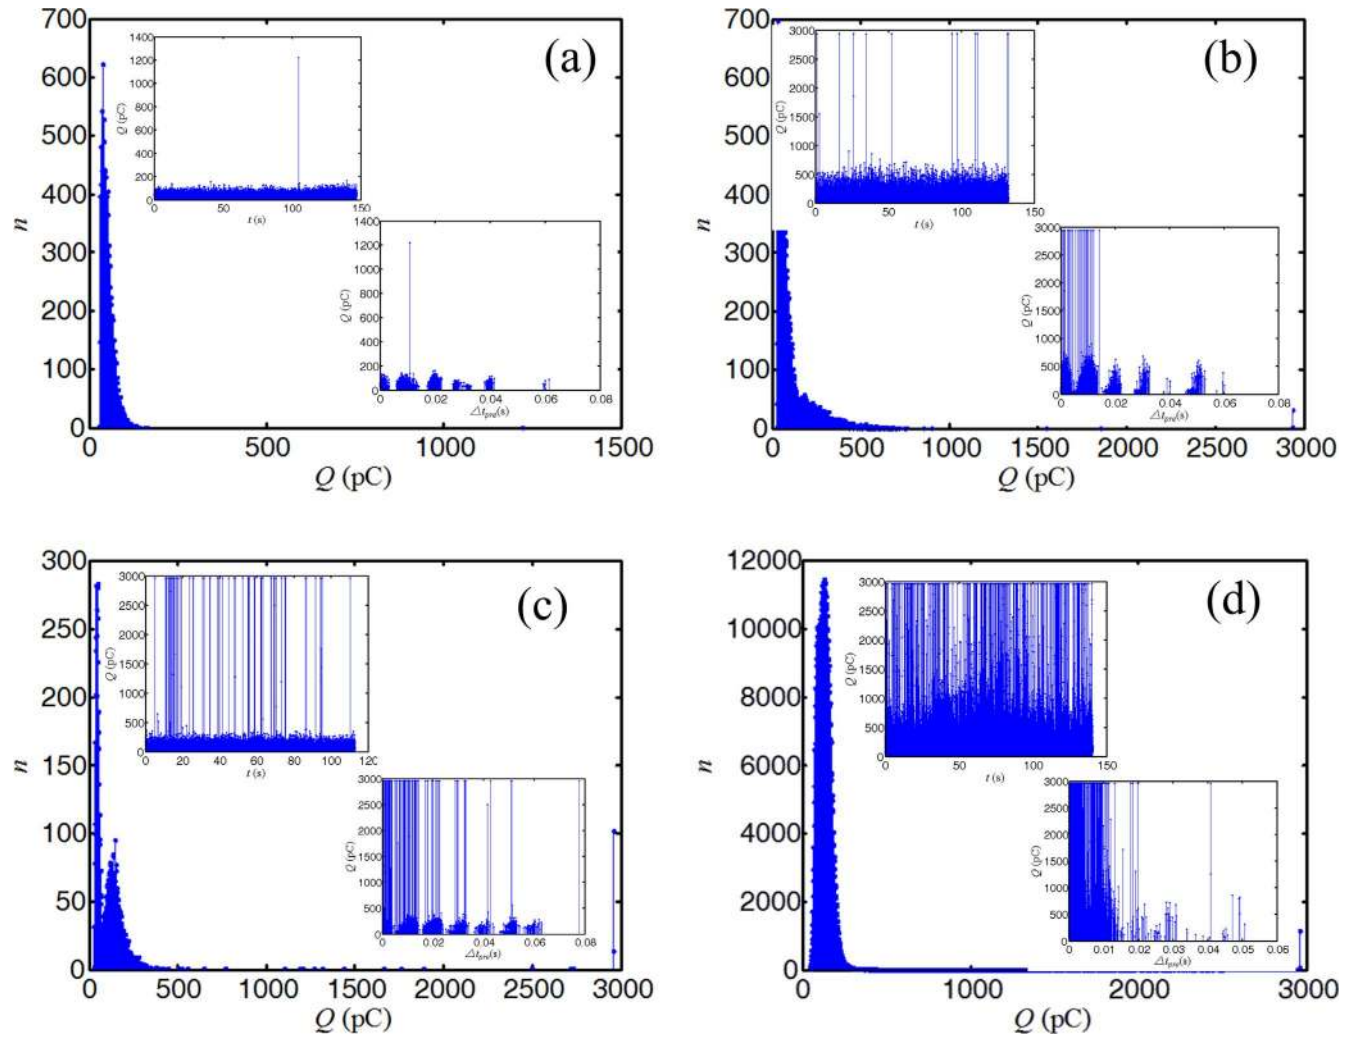 (a)
700
600
500
400
300
200
100
0
n
0 500 1000 1500
Q (pC)
1400
1200
1000
800
600
400
200
0
Q (pC)
0 50 100 150
t (s)
1400
1200
1000
800
600
400
200
0
Q (pC)
0 0.02 0.04 0.06 0.08
△t_pre(s)
(b)
700
600
500
400
300
200
100
0
n
0 500 1000 1500 2000 2500 3000
Q (pC)
3000
2500
2000
1500
1000
500
0
Q (pC)
0 50 100 150
t (s)
3000
2500
2000
1500
1000
500
0
Q (pC)
0 0.02 0.04 0.06 0.08
△t_pre(s)
(c)
300
250
200
150
100
50
0
n
0 500 1000 1500 2000 2500 3000
Q (pC)
3000
2500
2000
1500
1000
500
0
Q (pC)
0 20 40 60 80 100 120
t (s)
3000
2500
2000
1500
1000
500
0
Q (pC)
0 0.02 0.04 0.06 0.08
△t_pre(s)
(d)
12000
10000
8000
6000
4000
2000
0
n
0 1000 2000 3000
Q (pC)
3000
2500
2000
1500
1000
500
0
Q (pC)
0 50 100 150
t (s)
3000
2500
2000
1500
1000
500
0
Q (pC)
0 0.01 0.02 0.03 0.04 0.05 0.06
△t_pre(s)